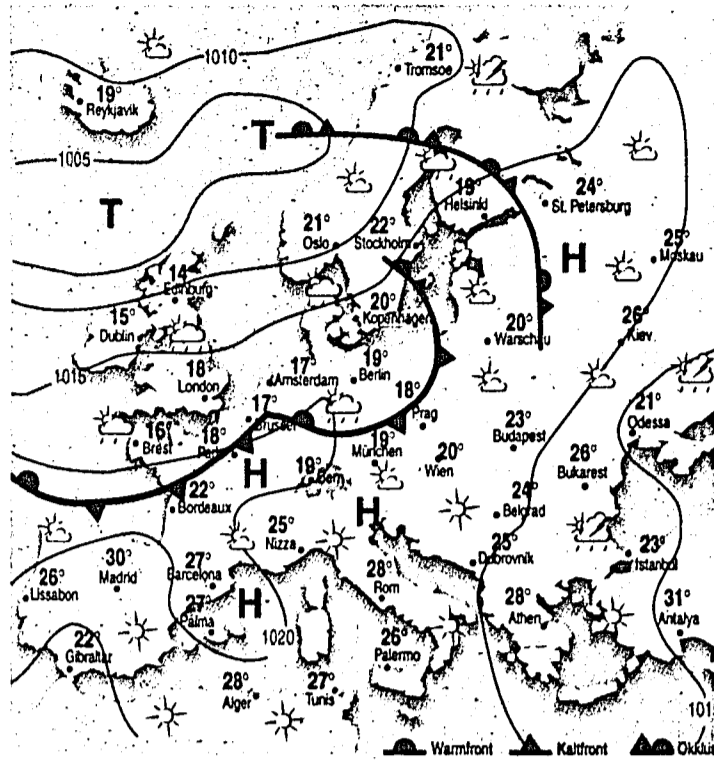 1010
21°
Tromsoe
19°
Reykjavik
T
1005
T
19°
Helsinki
24°
St. Petersburg
21°
Oslo
22°
Stockholm
H
25°
Moskau
14°
Edinburg
20°
Kopenhagen
15°
Dublin
20°
Warschau
26°
Kiev
1015
18°
London
17°
Amsterdam
19°
Berlin
18°
Prag
21°
Odessa
17°
16°
Brest
18°
23°
Budapest
H
19°
München
20°
Wien
26°
Bukarest
19°
Bern
22°
Bordeaux
H
24°
Belgrad
25°
Nizza
25°
Dubrovnik
23°
Istanbul
30°
Madrid
27°
Barcelona
26°
Lissabon
28°
Rom
28°
Athen
H
27°
Palma
1020
31°
Antalya
22°
Gibraltar
26°
Palermo
28°
Alger
27°
Tunis
Warmfront Kaltfront